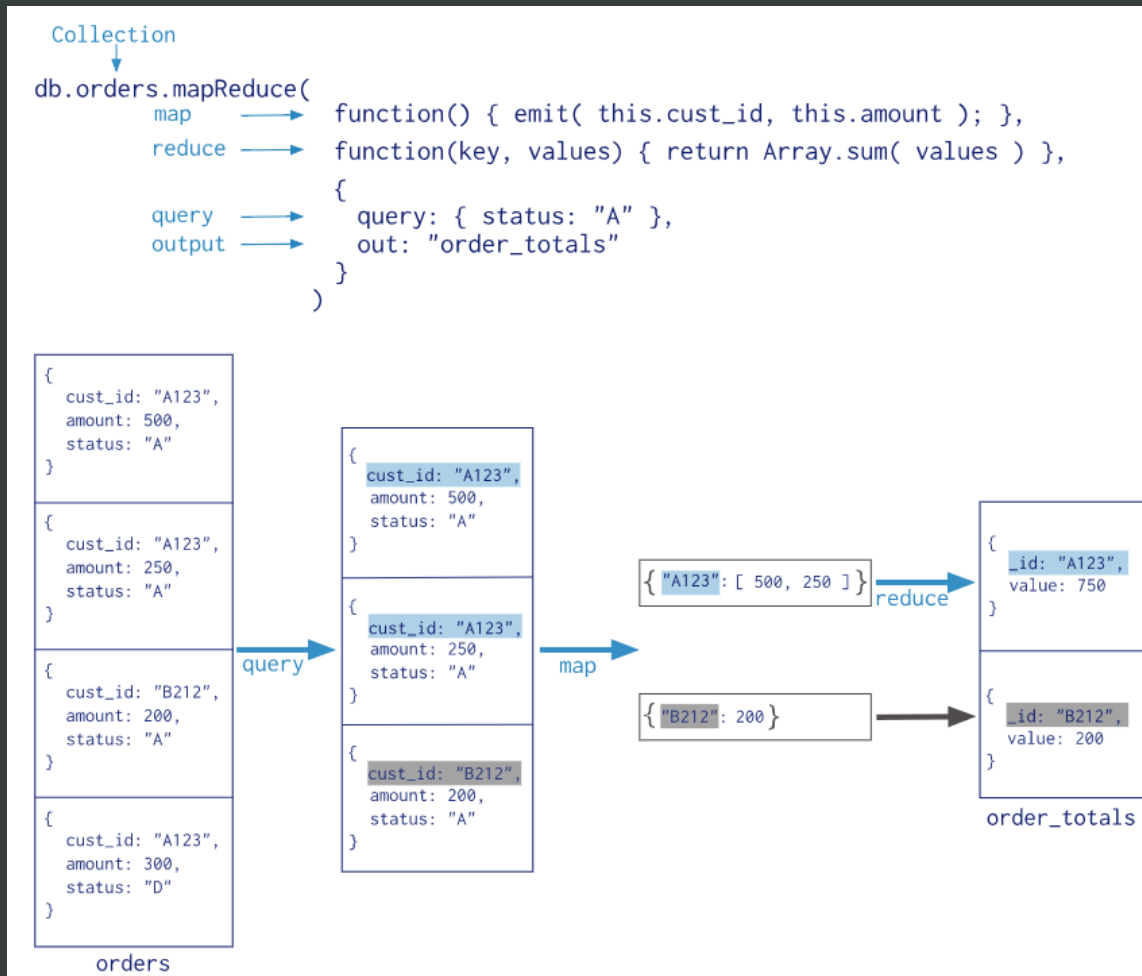 Collection
db.orders.mapReduce(
map function() { emit( this.cust_id, this.amount ); },
reduce function(key, values) { return Array.sum( values ) },
{
query query: { status: "A" },
output out: "order_totals"
}
)
{
cust_id: "A123",
amount: 500,
status: "A"
}
{
cust_id: "A123",
amount: 250,
status: "A"
}
{
cust_id: "B212",
amount: 200,
status: "A"
}
{
cust_id: "A123",
amount: 300,
status: "D"
}
orders
query
{
cust_id: "A123",
amount: 500,
status: "A"
}
{
cust_id: "A123",
amount: 250,
status: "A"
}
{
cust_id: "B212",
amount: 200,
status: "A"
}
map
{"A123": [ 500, 250 ]}
{"B212": 200}
reduce
{
_id: "A123",
value: 750
}
{
_id: "B212",
value: 200
}
order_totals